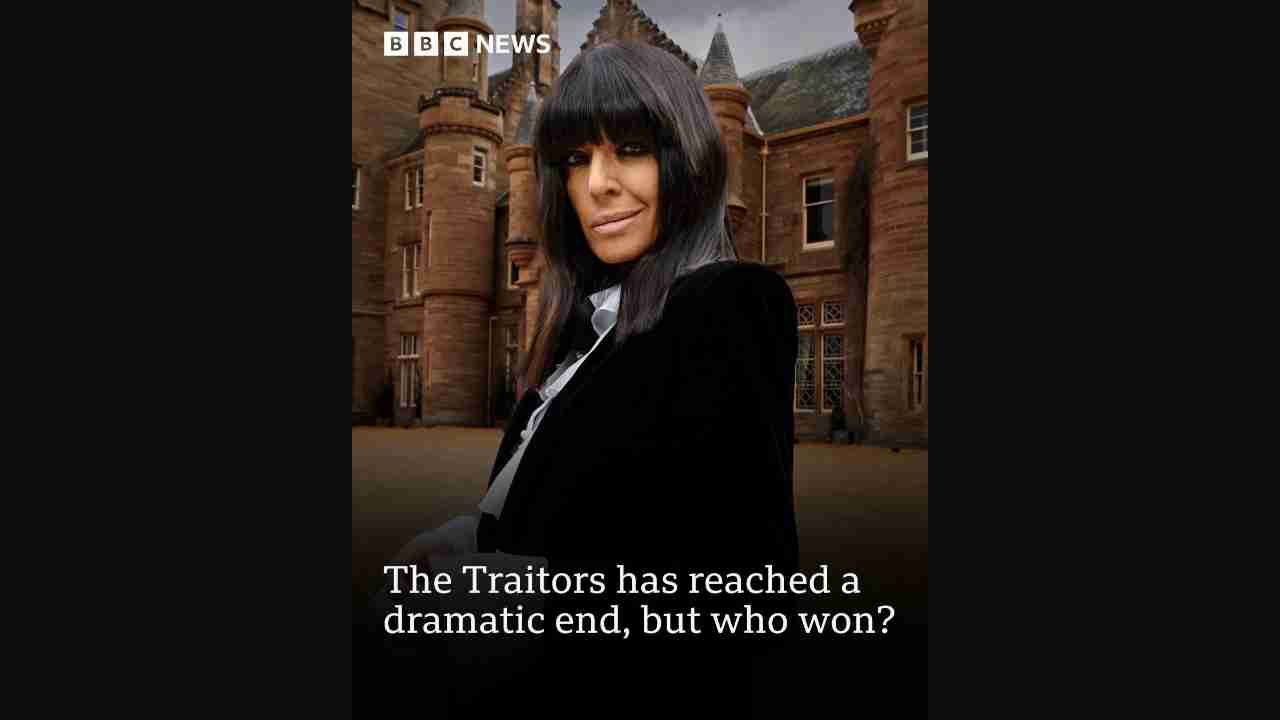 BBC NEWS
The Traitors has reached a
dramatic end, but who won?